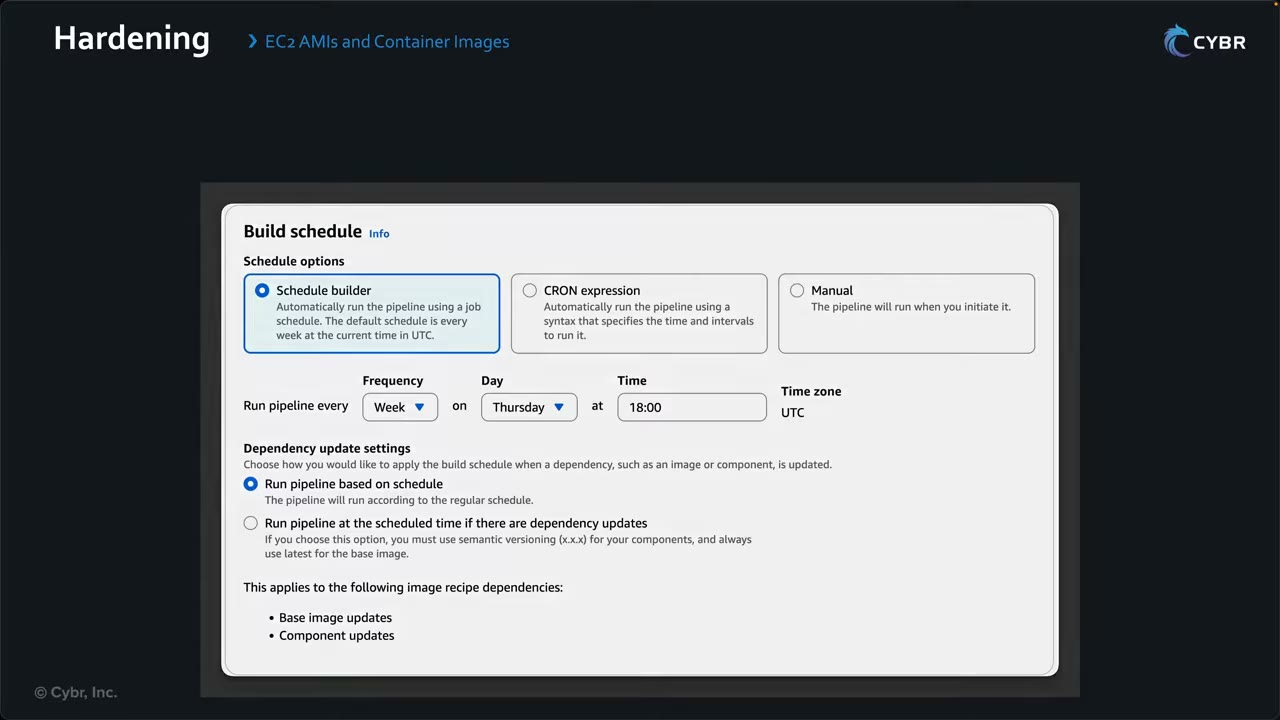 Hardening
❯ EC2 AMIs and Container Images
CYBR
Build schedule Info
Schedule options
Schedule builder
Automatically run the pipeline using a job
schedule. The default schedule is every
week at the current time in UTC.
CRON expression
Automatically run the pipeline using a
syntax that specifies the time and intervals
to run it.
Manual
The pipeline will run when you initiate it.
Frequency Day Time Time zone
Run pipeline every Week on Thursday at 18:00 UTC
Dependency update settings
Choose how you would like to apply the build schedule when a dependency, such as an image or component, is updated.
Run pipeline based on schedule
The pipeline will run according to the regular schedule.
Run pipeline at the scheduled time if there are dependency updates
If you choose this option, you must use semantic versioning (x.x.x) for your components, and always
use latest for the base image.
This applies to the following image recipe dependencies:
• Base image updates
• Component updates
© Cybr, Inc.